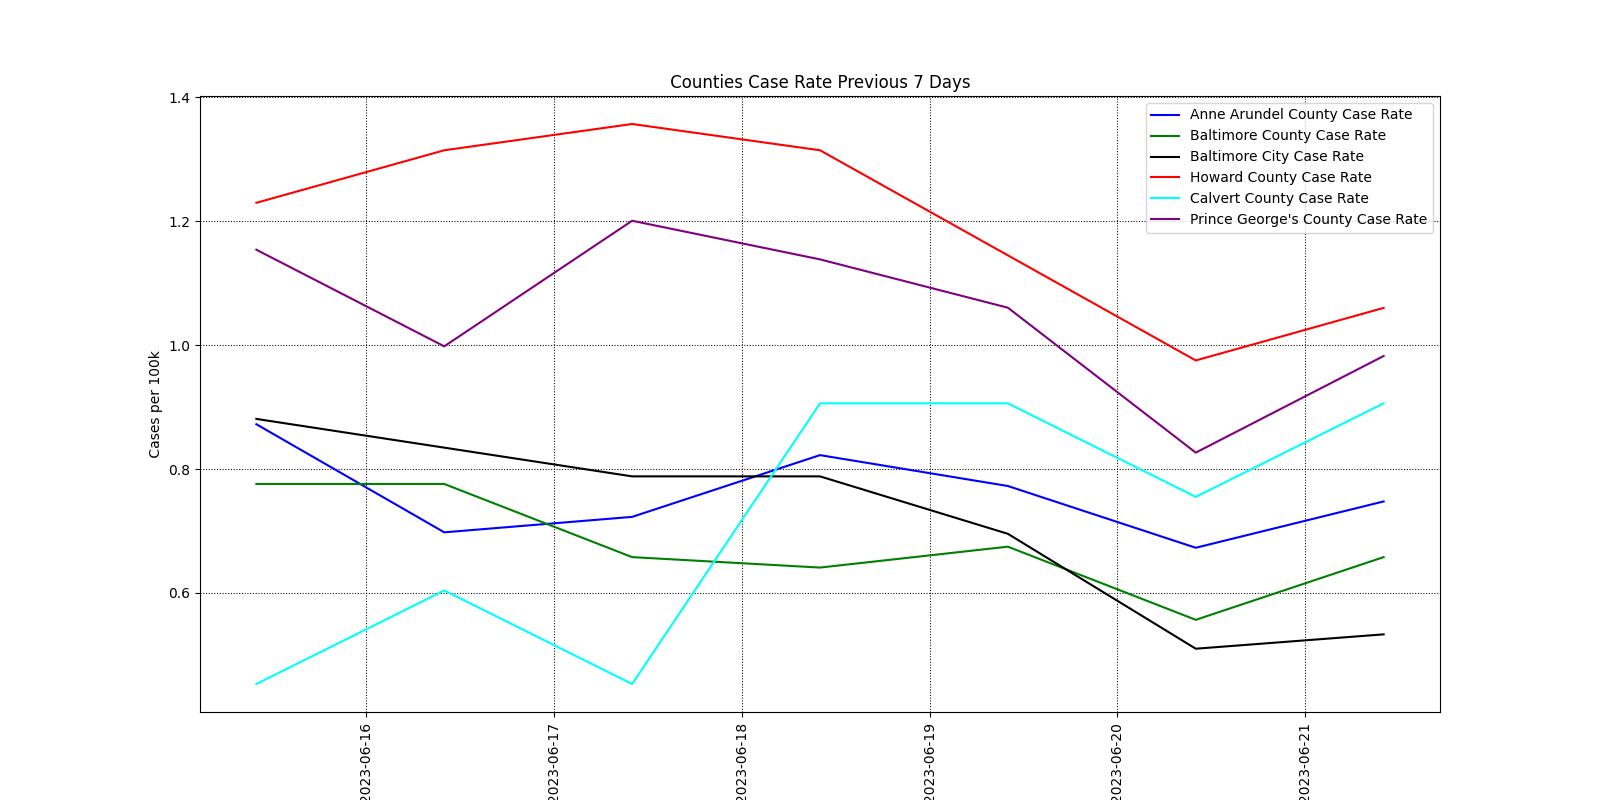 Counties Case Rate Previous 7 Days
1.4
1.2
1.0
0.8
0.6
Cases per 100k
Anne Arundel County Case Rate
Baltimore County Case Rate
Baltimore City Case Rate
Howard County Case Rate
Calvert County Case Rate
Prince George's County Case Rate
2023-06-16
2023-06-17
2023-06-18
2023-06-19
2023-06-20
2023-06-21